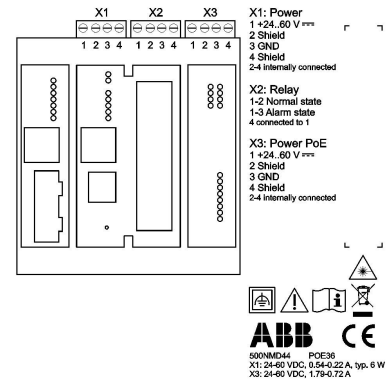 X1 X2 X3
1 2 3 4 1 2 3 4 1 2 3 4
X1: Power
1 +24..60 V
2 Shield
3 GND
4 Shield
2-4 internally connected
X2: Relay
1-2 Normal state
1-3 Alarm state
4 connected to 1
X3: Power PoE
1 +24..60 V
2 Shield
3 GND
4 Shield
2-4 internally connected
ABB CE
500NMD44 POE36
X1: 24-60 VDC, 0.54-0.22 A, typ. 6 W
X3: 24-60 VDC, 1.79-0.72 A